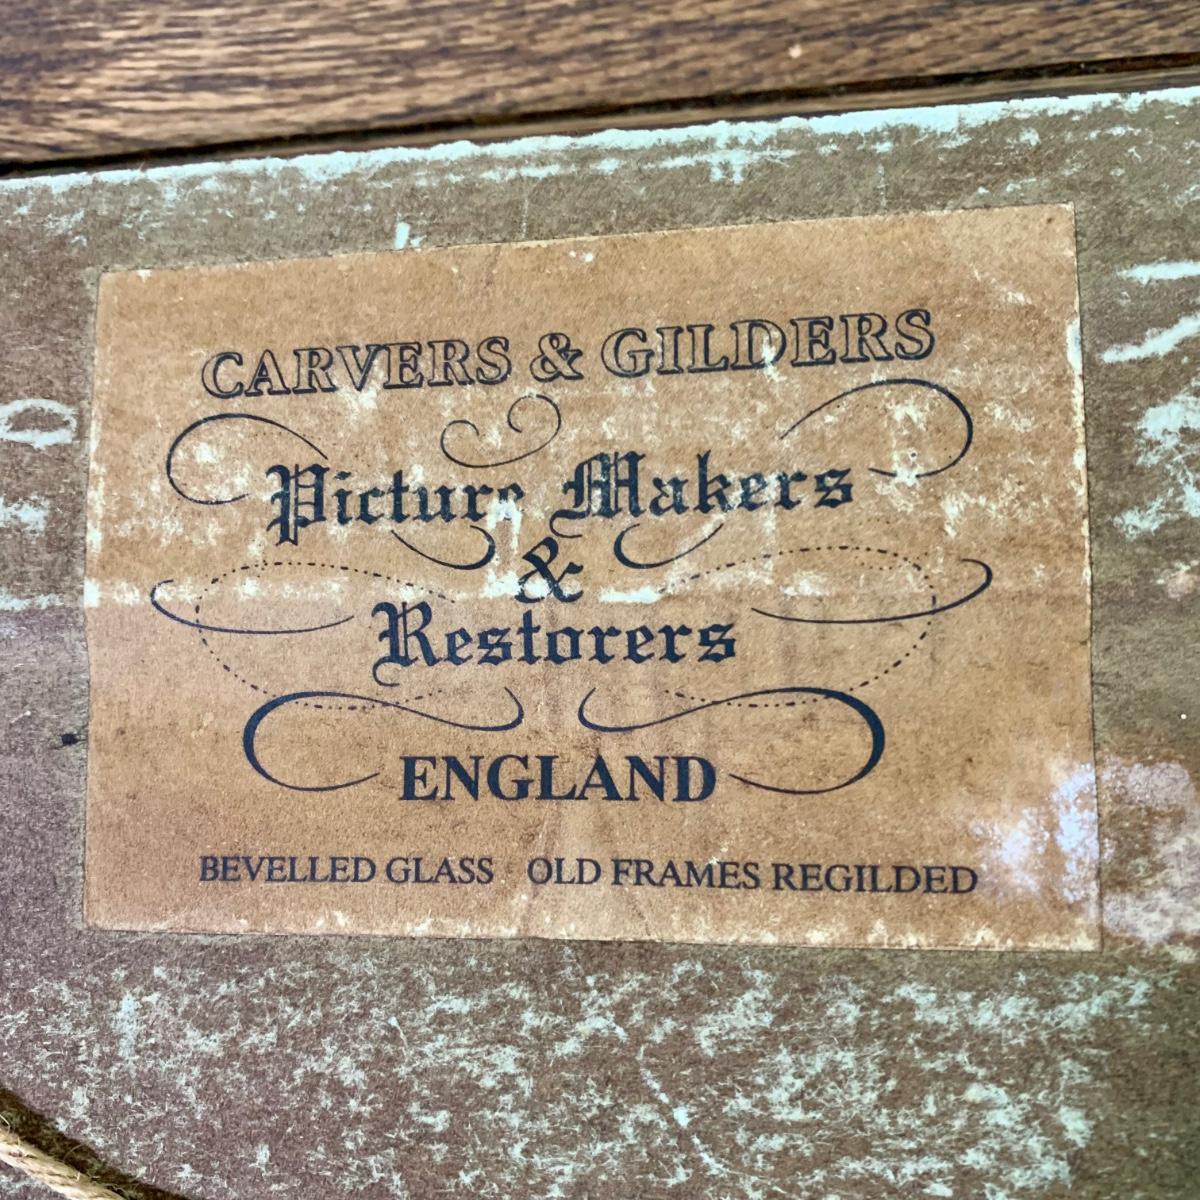 CARVERS & GILDERS
Picture Makers
&
Restorers
ENGLAND
BEVELLED GLASS OLD FRAMES REGILDED